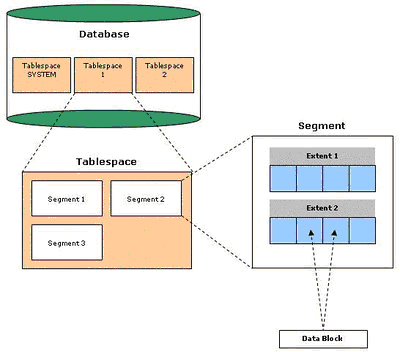 Database
Tablespace
SYSTEM
Tablespace
1
Tablespace
2
Segment
Extent 1
Tablespace
Segment 1
Segment 2
Extent 2
Segment 3
Data Block